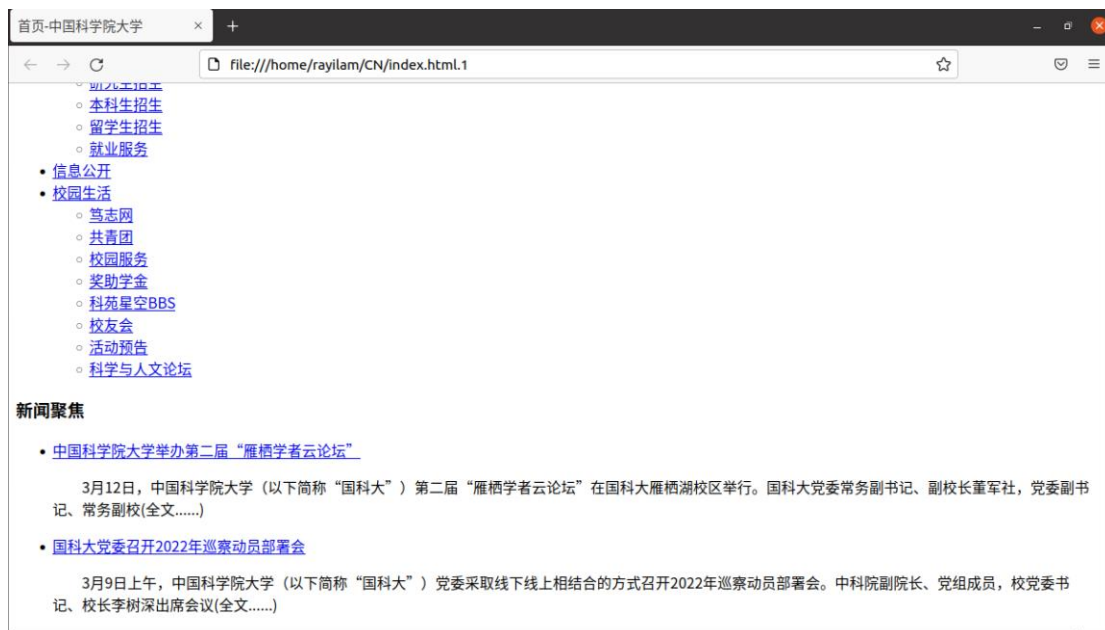 首页-中国科学院大学
file:///home/rayilam/CN/index.html.1
研究生招生
本科生招生
留学生招生
就业服务
信息公开
校园生活
笃志网
共青团
校园服务
奖助学金
科苑星空BBS
校友会
活动预告
科学与人文论坛
新闻聚焦
中国科学院大学举办第二届“雁栖学者云论坛”
3月12日，中国科学院大学（以下简称“国科大”）第二届“雁栖学者云论坛”在国科大雁栖湖校区举行。国科大党委常务副书记、副校长董军社，党委副书
记、常务副校(全文......)
国科大党委召开2022年巡察动员部署会
3月9日上午，中国科学院大学（以下简称“国科大”）党委采取线下线上相结合的方式召开2022年巡察动员部署会。中科院副院长、党组成员，校党委书
记、校长李树深出席会议(全文......)